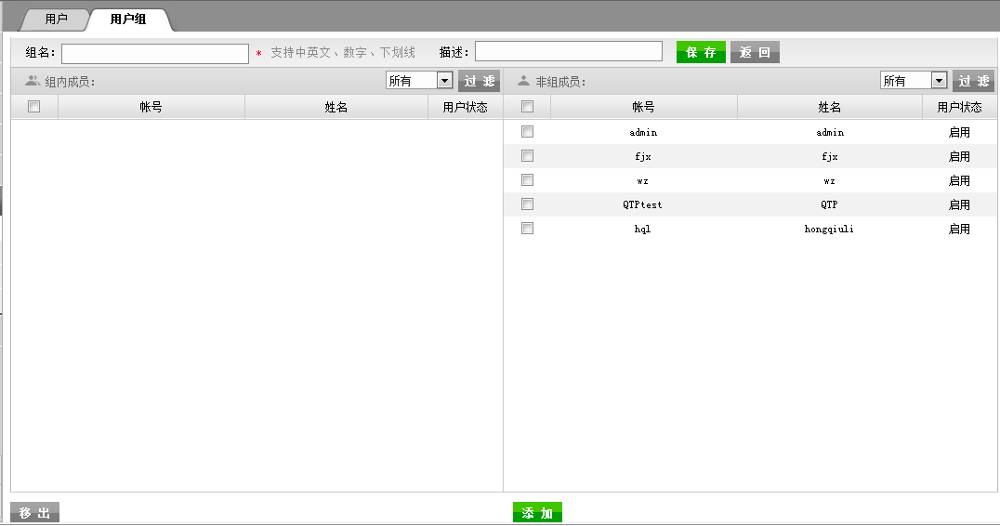 用户 用户组
组名： * 支持中英文、数字、下划线 描述： 保 存 返 回
组内成员： 所有 过 滤 非组成员： 所有 过 滤
帐号 姓名 用户状态 帐号 姓名 用户状态
admin admin 启用
fjx fjx 启用
wz wz 启用
QTPtest QTP 启用
hql hongqiuli 启用
移 出 添 加